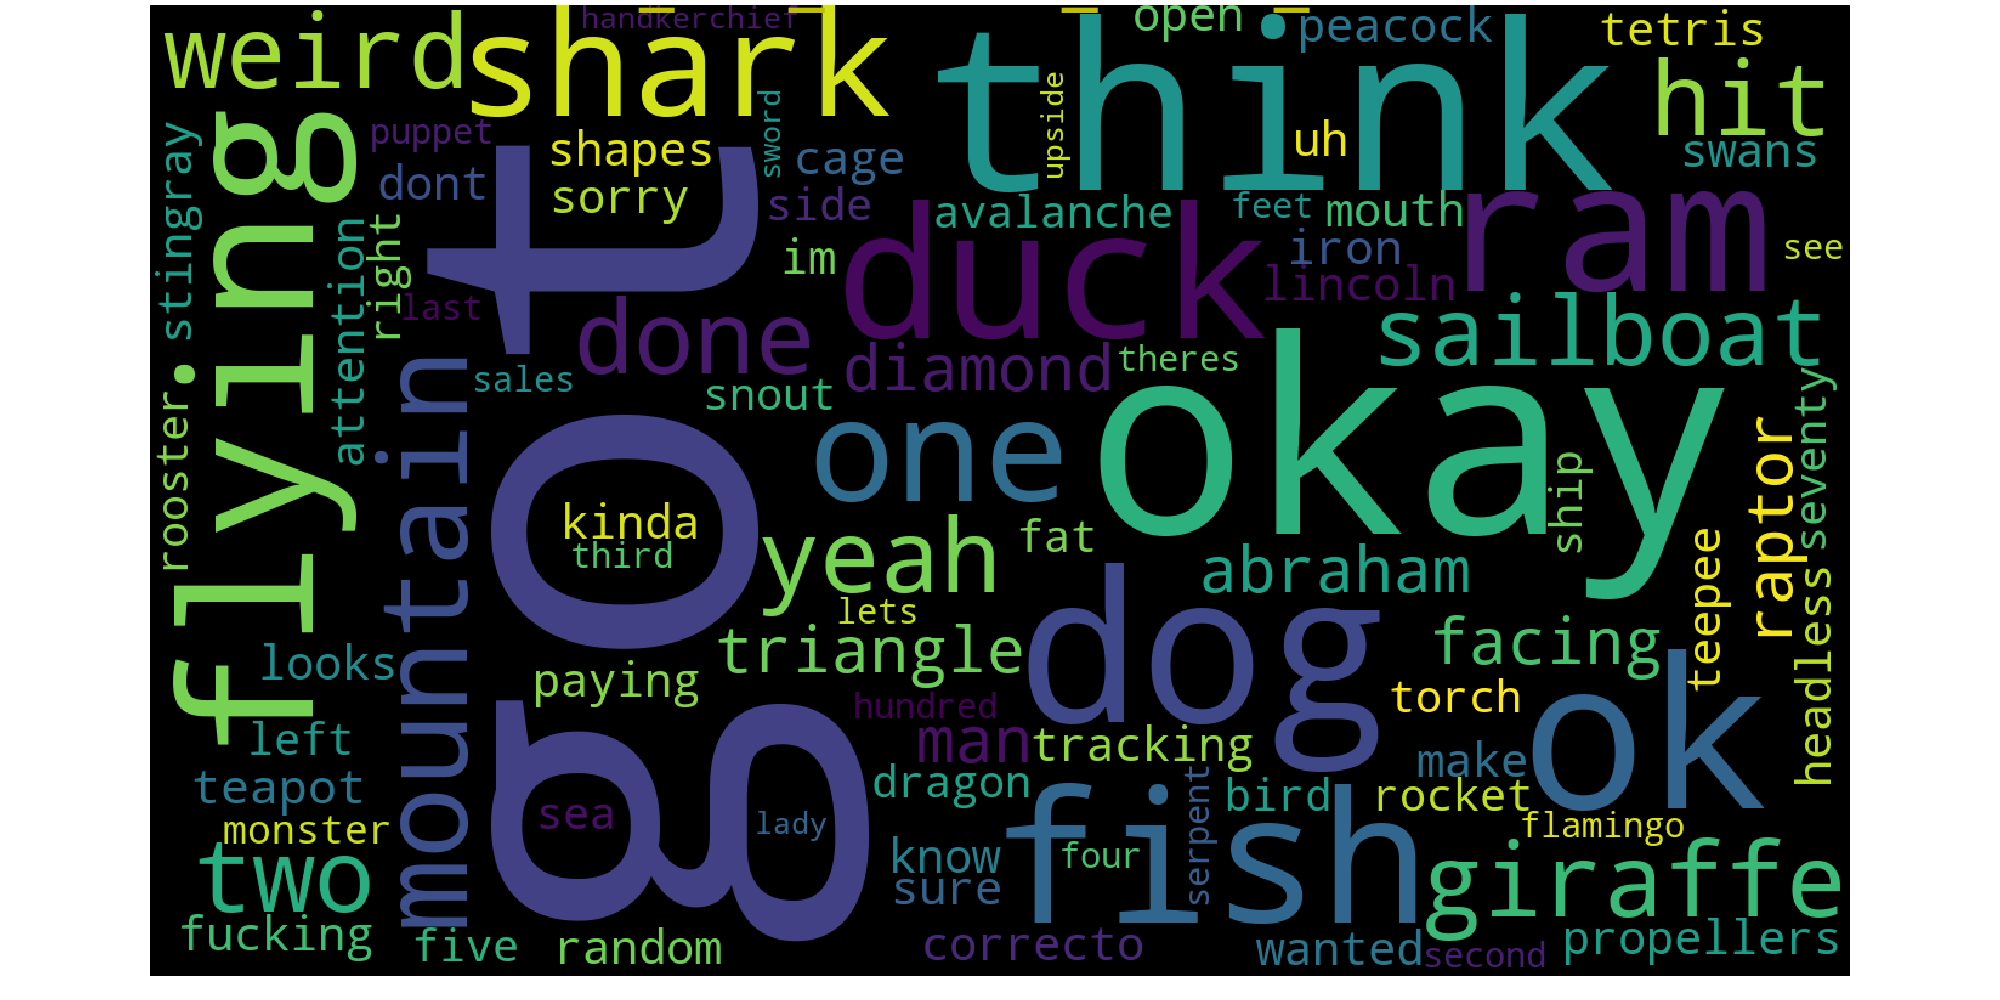 handkerchief
open
peacock
tetris
weird
shark
think
hit
flying
stingray
puppet
shapes
sword
cage
upside
uh
swans
dont
sorry
side
avalanche
feet
mouth
ram
attention
right
got
im
duck
iron
see
last
done
lincoln
sailboat
mountain
sales
snout
diamond
theres
okay
rooster
one
seventy
raptor
kinda
third
yeah
fat
ship
abraham
teepee
headless
lets
dog
looks
paying
triangle
facing
hundred
torch
ok
left
man
tracking
make
teapot
dragon
serpent
bird
rocket
monster
sea
lady
fish
flamingo
two
know
four
giraffe
sure
fucking
five
random
correcto
wanted
second
propellers